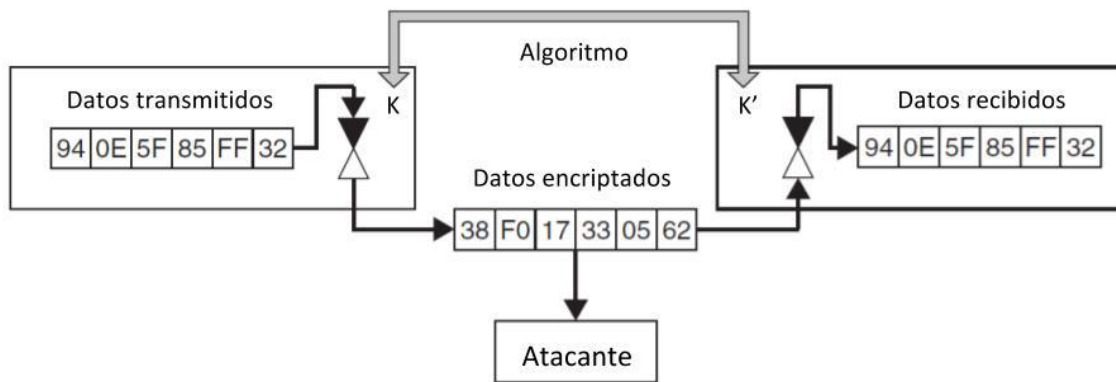 Algoritmo
Datos transmitidos
K
K’
Datos recibidos
94 0E 5F 85 FF 32
94 0E 5F 85 FF 32
Datos encriptados
38 F0 17 33 05 62
Atacante